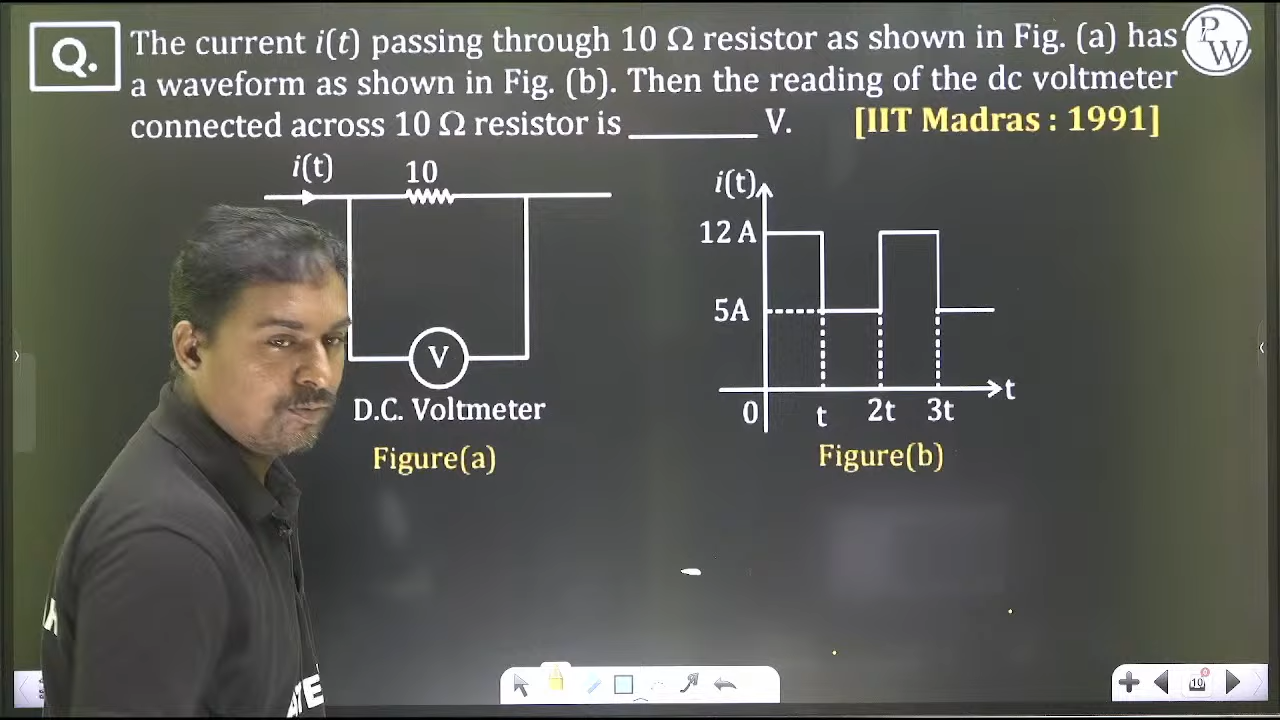 Q. The current i(t) passing through 10 Ω resistor as shown in Fig. (a) has
a waveform as shown in Fig. (b). Then the reading of the dc voltmeter
connected across 10 Ω resistor is ________ V. [IIT Madras : 1991]
PW
i(t)
10
V
D.C. Voltmeter
Figure(a)
i(t)
12 A
5A
0
t
2t
3t
t
Figure(b)
10